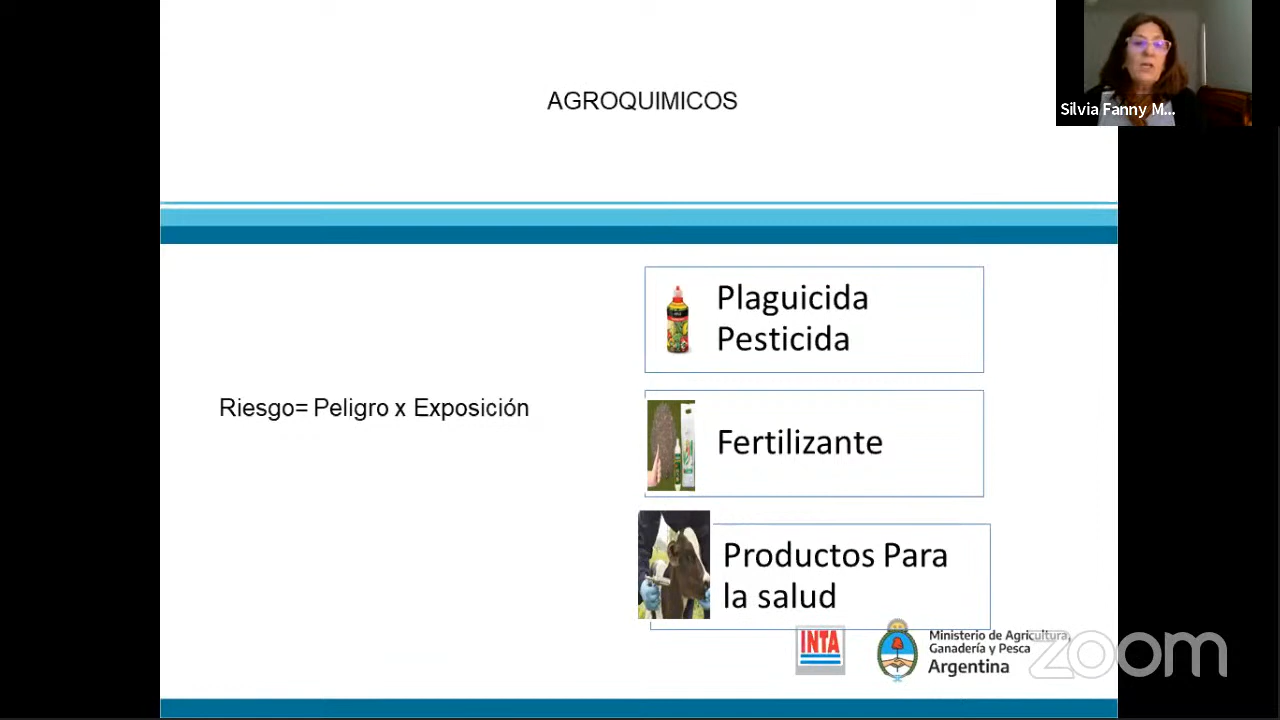 AGROQUIMICOS
Silvia Fanny M...
Plaguicida
Pesticida
Riesgo= Peligro x Exposición
Fertilizante
Productos Para
la salud
INTA
Ministerio de Agricultura,
Ganadería y Pesca
Argentina
zoom